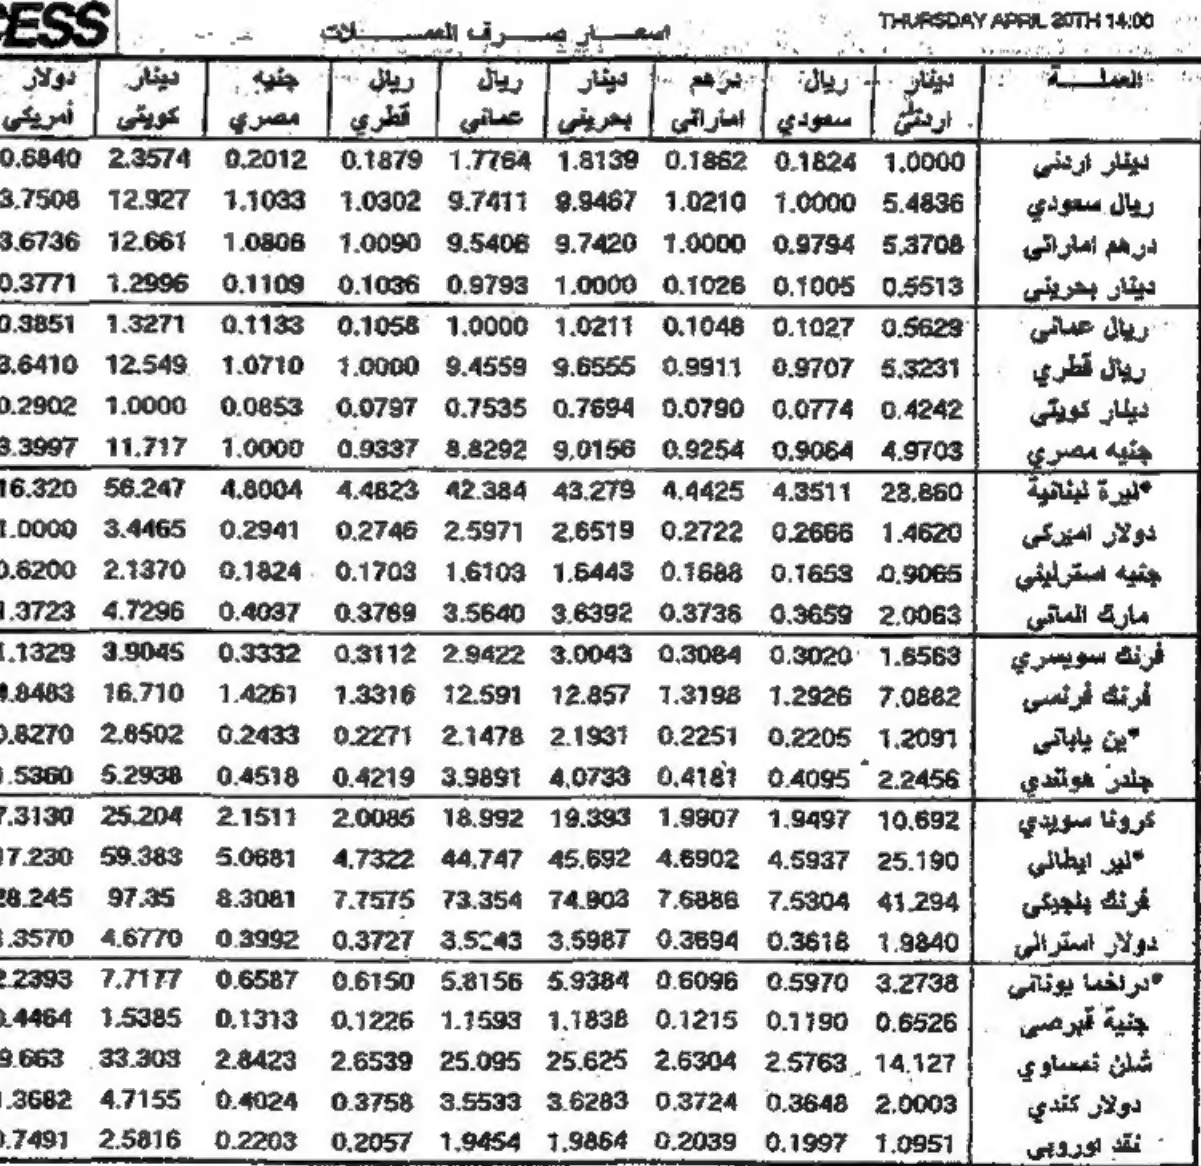 CESS
اسعـــار صـــرف العمـــــلات
THURSDAY APRIL 20TH 14:00
العملـــــة دينار اردني ريال سعودي درهم اماراتي دينار بحريني ريال عماني ريال قطري جنيه مصري دينار كويتي دولار أمريكي
دينار اردني 1.0000 0.1824 0.1862 1.8139 1.7764 0.1879 0.2012 2.3574 0.6840
ريال سعودي 5.4836 1.0000 1.0210 9.9467 9.7411 1.0302 1.1033 12.927 3.7508
درهم اماراتي 5.3708 0.9794 1.0000 9.7420 9.5406 1.0090 1.0806 12.661 3.6736
دينار بحريني 0.5513 0.1005 0.1026 1.0000 0.9793 0.1036 0.1109 1.2996 0.3771
ريال عماني 0.5629 0.1027 0.1048 1.0211 1.0000 0.1058 0.1133 1.3271 0.3851
ريال قطري 5.3231 0.9707 0.9911 9.6555 9.4559 1.0000 1.0710 12.549 3.6410
دينار كويتي 0.4242 0.0774 0.0790 0.7694 0.7535 0.0797 0.0853 1.0000 0.2902
جنيه مصري 4.9703 0.9064 0.9254 9.0156 8.8292 0.9337 1.0000 11.717 3.3997
*ليرة لبنانية 23.860 4.3511 4.4425 43.279 42.384 4.4823 4.8004 56.247 16.320
دولار اميركي 1.4620 0.2666 0.2722 2.6519 2.5971 0.2746 0.2941 3.4465 1.0000
جنيه استرليني 0.9065 0.1653 0.1688 1.6443 1.6103 0.1703 0.1824 2.1370 0.6200
مارك الماني 2.0063 0.3659 0.3736 3.6392 3.5640 0.3769 0.4037 4.7296 1.3723
فرنك سويسري 1.6563 0.3020 0.3084 3.0043 2.9422 0.3112 0.3332 3.9045 1.1329
فرنك فرنسي 7.0882 1.2926 1.3198 12.857 12.591 1.3316 1.4261 16.710 4.8483
*ين ياباني 1.2091 0.2205 0.2251 2.1931 2.1478 0.2271 0.2433 2.8502 0.8270
جلدر هولندي 2.2456 0.4095 0.4181 4.0733 3.9891 0.4219 0.4518 5.2938 1.5360
كرونا سويدي 10.692 1.9497 1.9907 19.393 18.992 2.0085 2.1511 25.204 7.3130
*لير ايطالي 25.190 4.5937 4.6902 45.692 44.747 4.7322 5.0681 59.383 17.230
فرنك بلجيكي 41.294 7.5304 7.6886 74.903 73.354 7.7575 8.3081 97.35 28.245
دولار استرالي 1.9840 0.3618 0.3694 3.5987 0.3727 0.3992 4.6770 1.3570
*دراخما يوناني 3.2738 0.5970 0.6096 5.9384 5.8156 0.6150 0.6587 7.7177 2.2393
جنية قبرصي 0.6526 0.1190 0.1215 1.1838 1.1593 0.1226 0.1313 1.5385 0.4464
شلن نمساوي 14.127 2.5763 2.6304 25.625 25.095 2.6539 2.8423 33.303 9.663
دولار كندي 2.0003 0.3648 0.3724 3.6283 3.5533 0.3758 0.4024 4.7155 1.3682
نقد اوروبي 1.0951 0.1997 0.2039 1.9864 1.9454 0.2057 0.2203 2.5816 0.7491